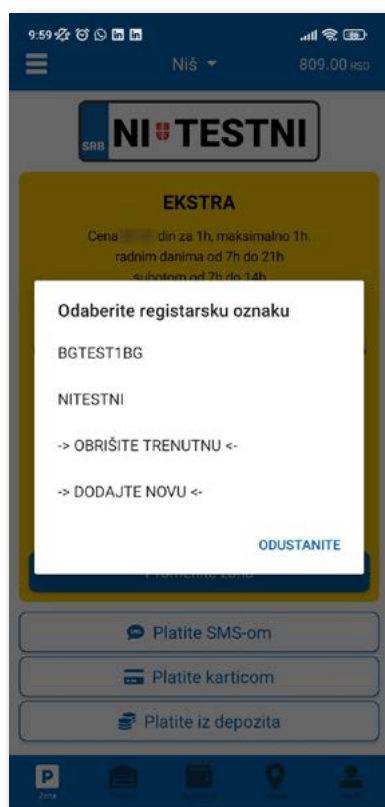 9:59
86
Niš
809.00 RSD
SRB NI TESTNI
EKSTRA
Cena din za 1h, maksimalno 1h.
radnim danima od 7h do 21h
subotom od 7h do 14h
Odaberite registarsku oznaku
BGTEST1BG
NITESTNI
-> OBRIŠITE TRENUTNU <-
-> DODAJTE NOVU <-
ODUSTANITE
Promenite zonu
Platite SMS-om
Platite karticom
Platite iz depozita
P
Zona